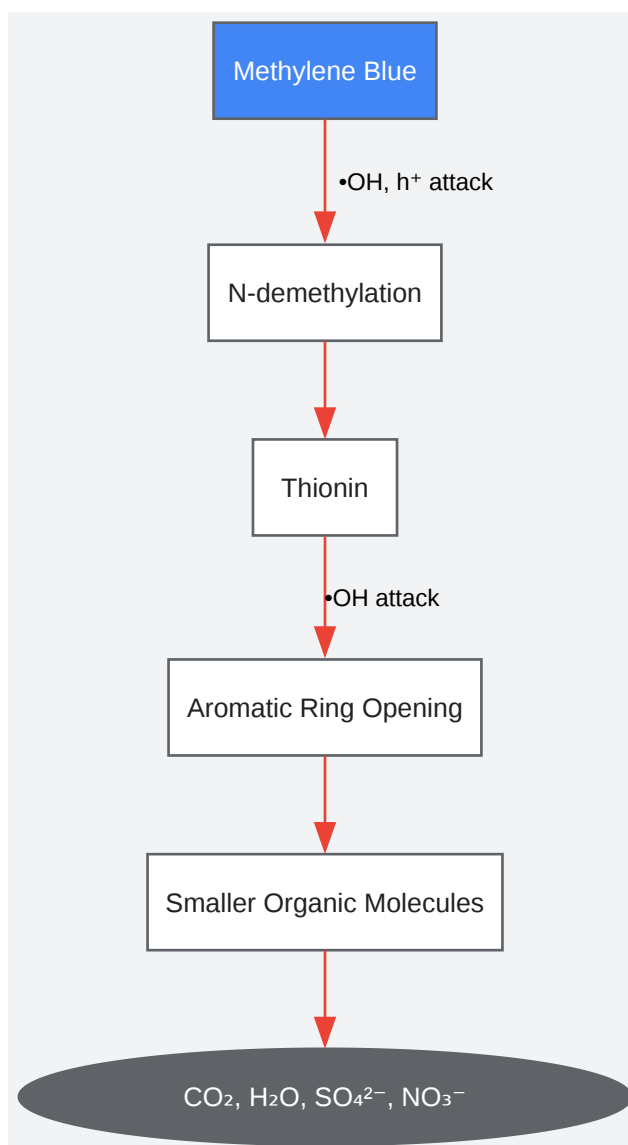 Methylene Blue
•OH, h⁺ attack
N-demethylation
Thionin
•OH attack
Aromatic Ring Opening
Smaller Organic Molecules
CO₂, H₂O, SO₄²⁻, NO₃⁻